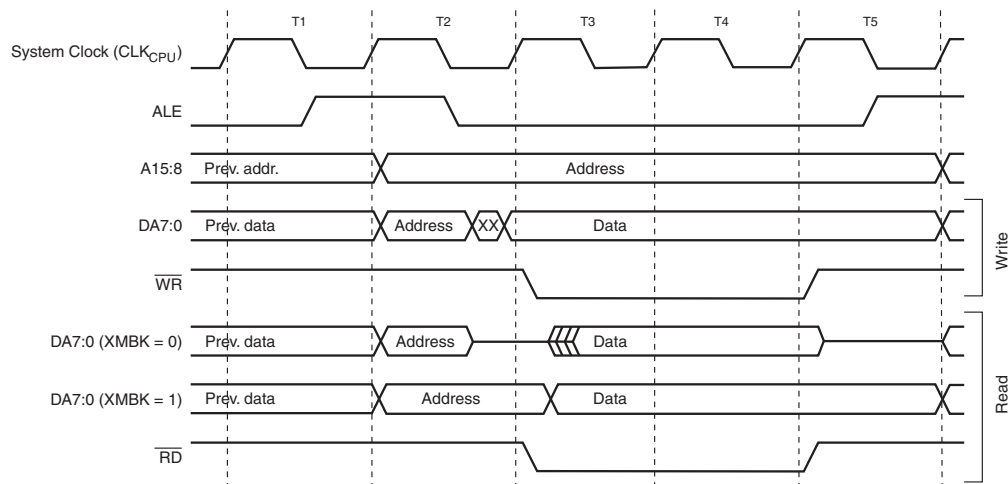 T1 T2 T3 T4 T5
System Clock (CLKCPU)
ALE
A15:8 Prev. addr. Address
DA7:0 Prev. data Address XX Data
WR
Write
DA7:0 (XMBK = 0) Prev. data Address Data
DA7:0 (XMBK = 1) Prev. data Address Data
RD
Read